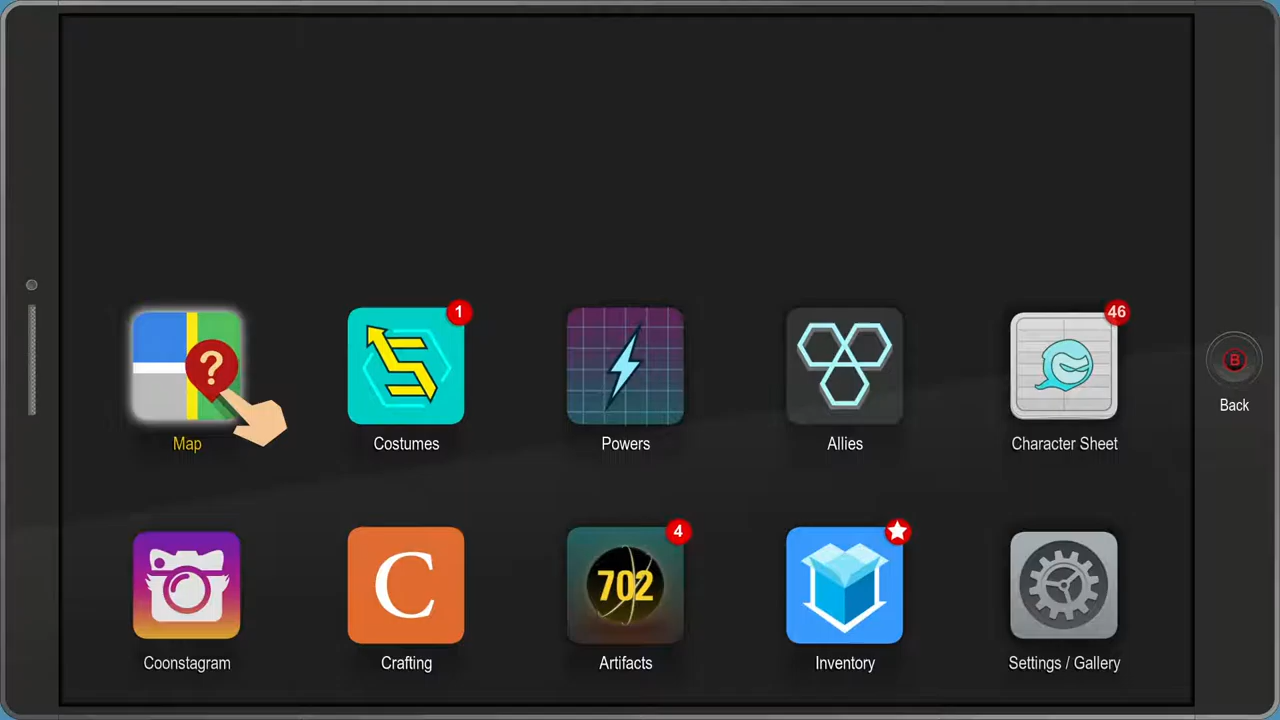 1
46
?
Map
Costumes
Powers
Allies
Character Sheet
B
Back
4
C
702
Coonstagram
Crafting
Artifacts
Inventory
Settings / Gallery